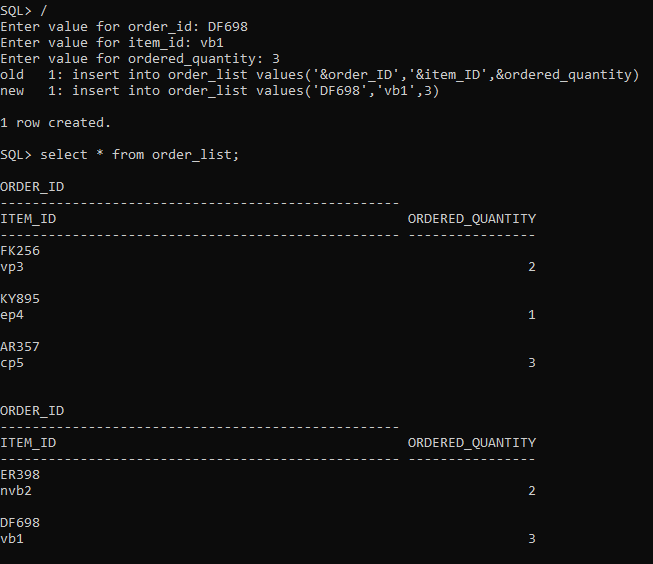 SQL> /
Enter value for order_id: DF698
Enter value for item_id: vb1
Enter value for ordered_quantity: 3
old   1: insert into order_list values('&order_ID','&item_ID',&ordered_quantity)
new   1: insert into order_list values('DF698','vb1',3)
1 row created.
SQL> select * from order_list;
ORDER_ID
--------------------------------------------------
ITEM_ID                                            ORDERED_QUANTITY
-------------------------------------------------- ----------------
FK256
vp3                                                               2
KY895
ep4                                                               1
AR357
cp5                                                               3
ORDER_ID
--------------------------------------------------
ITEM_ID                                            ORDERED_QUANTITY
-------------------------------------------------- ----------------
ER398
nvb2                                                              2
DF698
vb1                                                               3